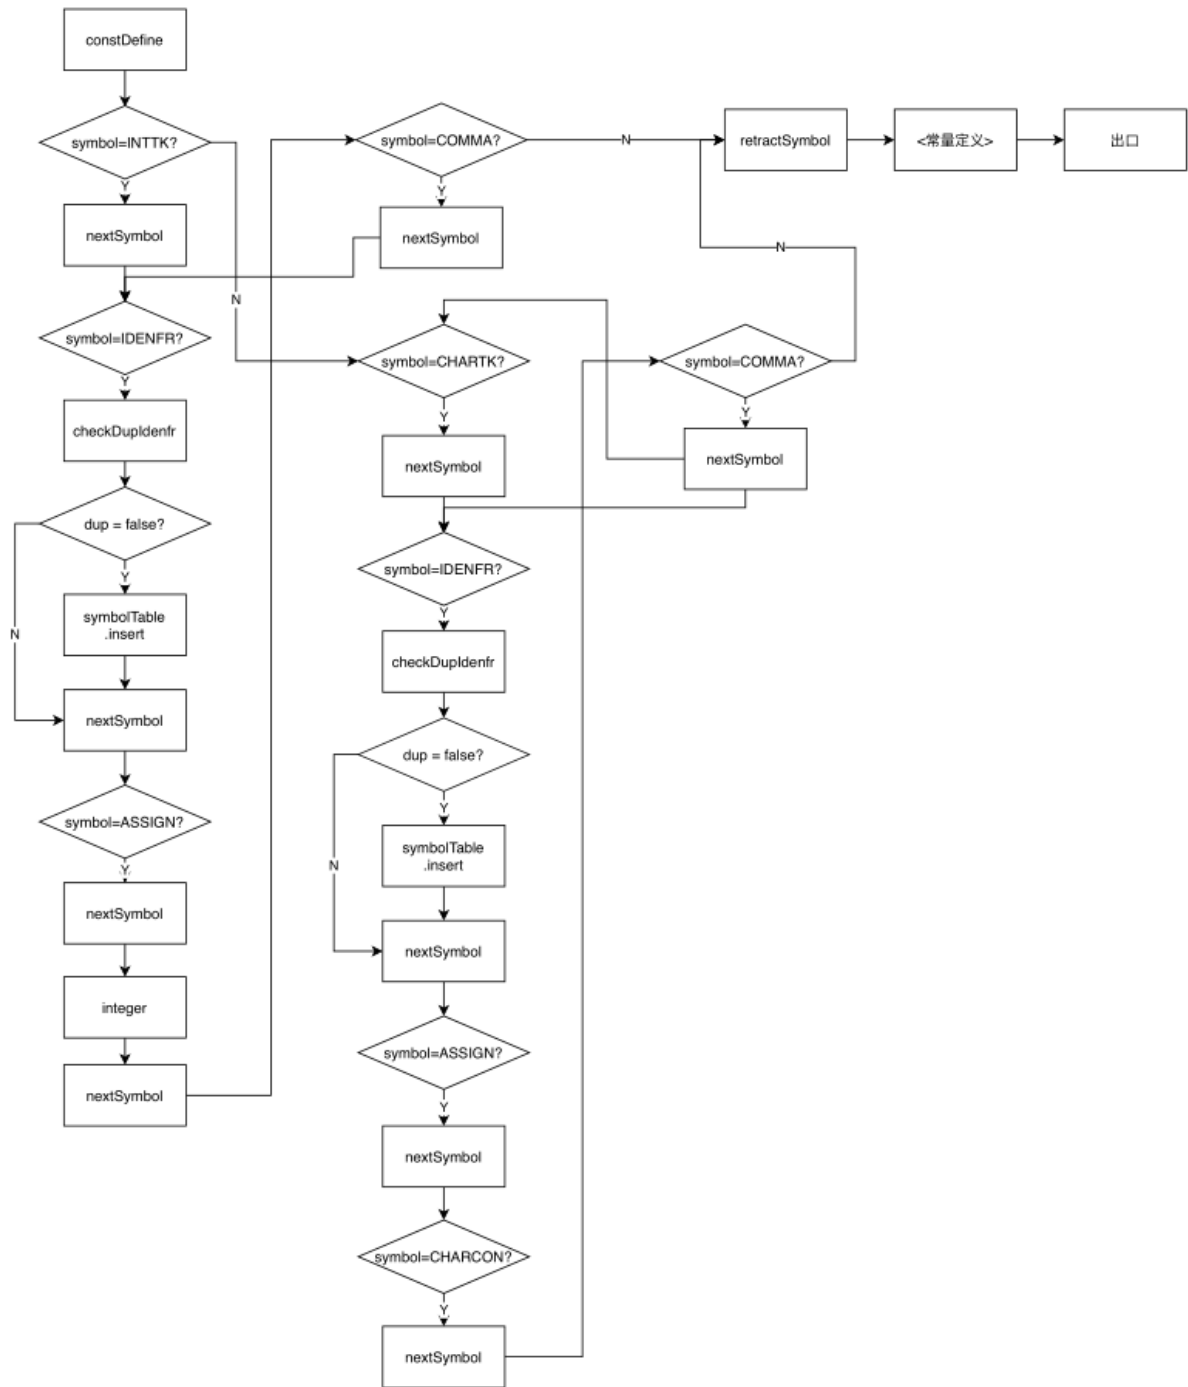 constDefine
symbol=INTTK?
Y
nextSymbol
symbol=IDENFR?
Y
checkDupIdenfr
dup = false?
Y
N
symbolTable
.insert
nextSymbol
symbol=ASSIGN?
Y
nextSymbol
integer
nextSymbol
N
symbol=COMMA?
Y
nextSymbol
N
retractSymbol
<常量定义>
出口
symbol=CHARTK?
Y
nextSymbol
symbol=IDENFR?
Y
checkDupIdenfr
dup = false?
Y
N
symbolTable
.insert
nextSymbol
symbol=ASSIGN?
Y
nextSymbol
symbol=CHARCON?
Y
nextSymbol
symbol=COMMA?
N
Y
nextSymbol